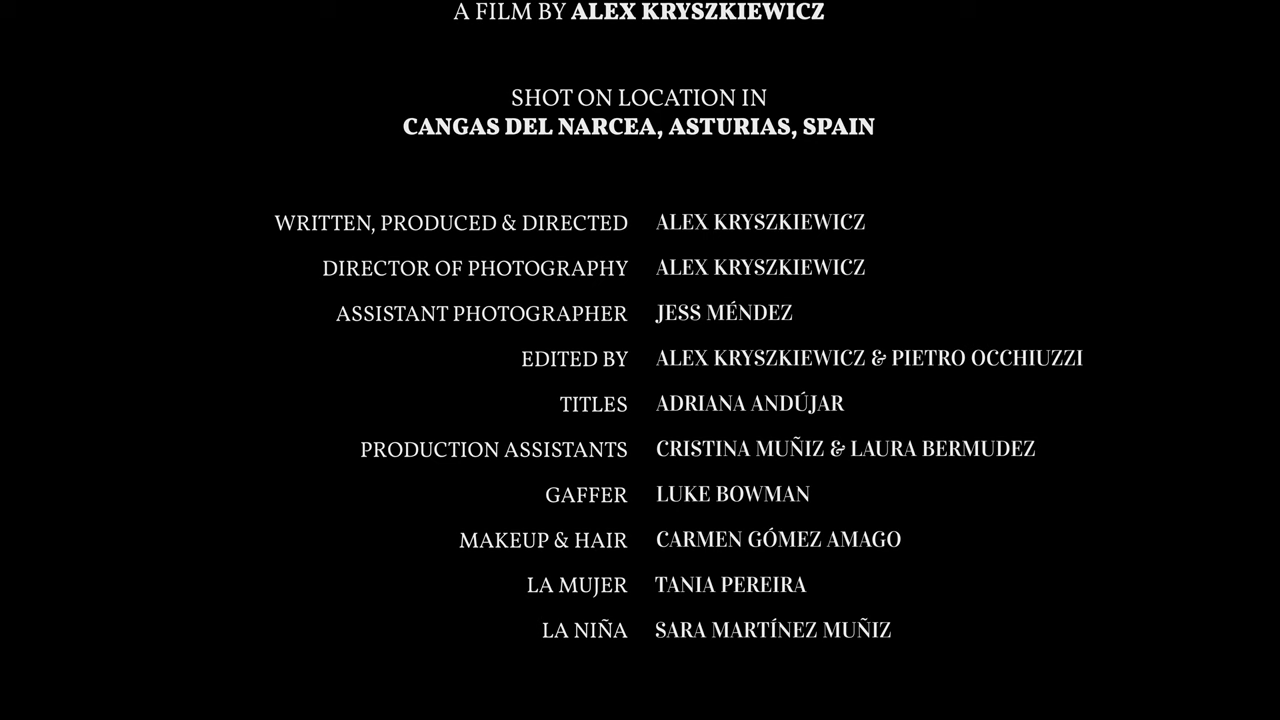 A FILM BY ALEX KRYSZKIEWICZ
SHOT ON LOCATION IN
CANGAS DEL NARCEA, ASTURIAS, SPAIN
WRITTEN, PRODUCED & DIRECTED ALEX KRYSZKIEWICZ
DIRECTOR OF PHOTOGRAPHY ALEX KRYSZKIEWICZ
ASSISTANT PHOTOGRAPHER JESS MÉNDEZ
EDITED BY ALEX KRYSZKIEWICZ & PIETRO OCCHIUZZI
TITLES ADRIANA ANDÚJAR
PRODUCTION ASSISTANTS CRISTINA MUÑIZ & LAURA BERMUDEZ
GAFFER LUKE BOWMAN
MAKEUP & HAIR CARMEN GÓMEZ AMAGO
LA MUJER TANIA PEREIRA
LA NIÑA SARA MARTÍNEZ MUÑIZ